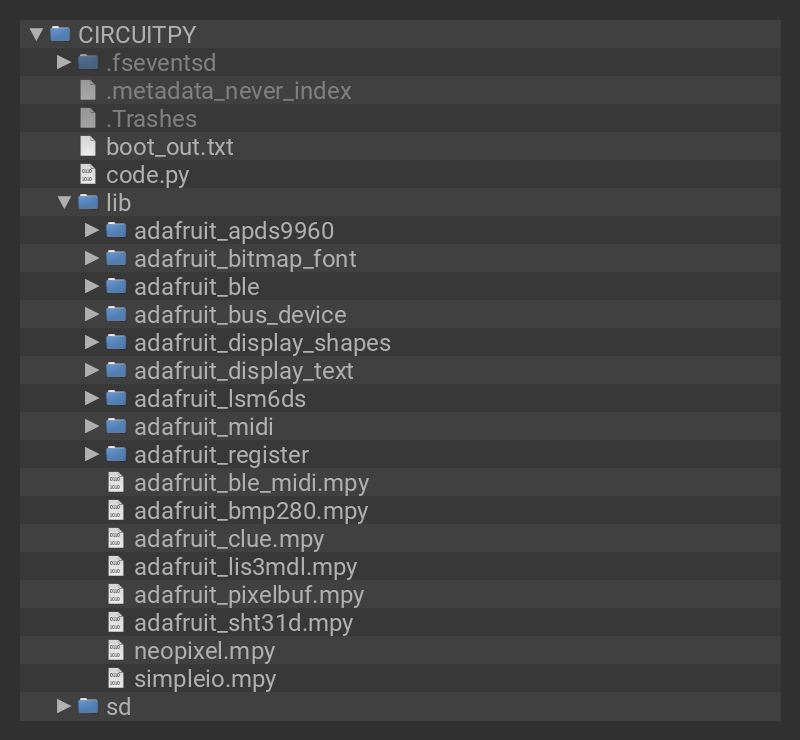 CIRCUITPY
.fseventsd
.metadata_never_index
.Trashes
boot_out.txt
code.py
lib
adafruit_apds9960
adafruit_bitmap_font
adafruit_ble
adafruit_bus_device
adafruit_display_shapes
adafruit_display_text
adafruit_lsm6ds
adafruit_midi
adafruit_register
adafruit_ble_midi.mpy
adafruit_bmp280.mpy
adafruit_clue.mpy
adafruit_lis3mdl.mpy
adafruit_pixelbuf.mpy
adafruit_sht31d.mpy
neopixel.mpy
simpleio.mpy
sd